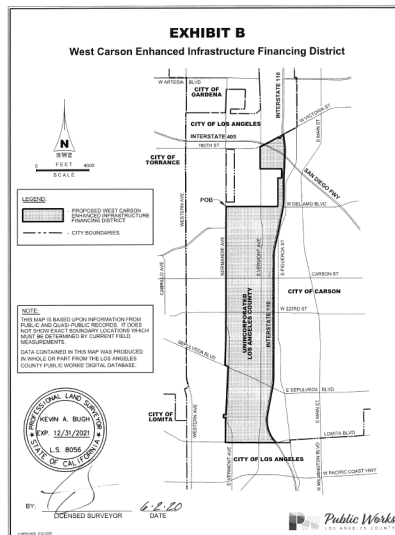 EXHIBIT B
West Carson Enhanced Infrastructure Financing District
W ARTESIA BLVD
CITY OF
GARDENA
INTERSTATE 110
W VICTORIA ST
CITY OF LOS ANGELES
INTERSTATE 405
190TH ST
S MAIN ST
N
FEET
0 4000
SCALE
CITY OF
TORRANCE
SAN DIEGO FWY
WESTERN AVE
LEGEND:
- PROPOSED WEST CARSON
ENHANCED INFRASTRUCTURE
FINANCING DISTRICT
- CITY BOUNDARIES
POB
W DEL AMO BLVD
NORMANDIE AVE
S VERMONT AVE
S FIGUEROA ST
CABRILLO AVE
CARSON ST
CITY OF CARSON
UNINCORPORATED
LOS ANGELES COUNTY
INTERSTATE 110
W 223RD ST
NOTE:
THIS MAP IS BASED UPON INFORMATION FROM
PUBLIC AND QUASI-PUBLIC RECORDS. IT DOES
NOT SHOW EXACT BOUNDARY LOCATIONS WHICH
MUST BE DETERMINED BY CURRENT FIELD
MEASUREMENTS.
DATA CONTAINED IN THIS MAP WAS PRODUCED
IN WHOLE OR PART FROM THE LOS ANGELES
COUNTY PUBLIC WORKS' DIGITAL DATABASE.
SEPULVEDA BLVD
E SEPULVEDA BLVD
PROFESSIONAL LAND SURVEYOR
KEVIN A. BUGH
EXP. 12/31/2021
L.S. 8056
STATE OF CALIFORNIA
CITY OF
LOMITA
WESTERN AVE
S MAIN ST
LOMITA BLVD
CITY OF LOS ANGELES
S VERMONT AVE
N WILMINGTON BLVD
W PACIFIC COAST HWY
BY:
LICENSED SURVEYOR
6-2-20
DATE
Public Works
LOS ANGELES COUNTY